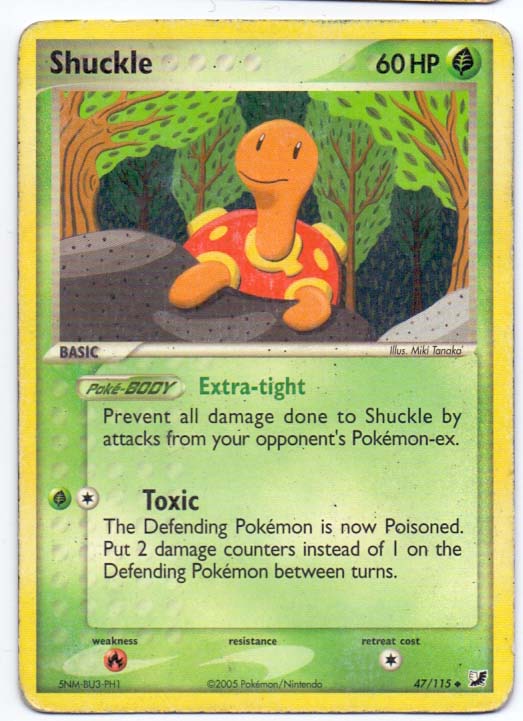 Shuckle 60 HP
BASIC
Illus. Miki Tanaka
Poké-BODY Extra-tight
Prevent all damage done to Shuckle by
attacks from your opponent's Pokémon-ex.
Toxic
The Defending Pokémon is now Poisoned.
Put 2 damage counters instead of 1 on the
Defending Pokémon between turns.
weakness resistance retreat cost
5NM-BU3-PH1 ©2005 Pokémon/Nintendo 47/115